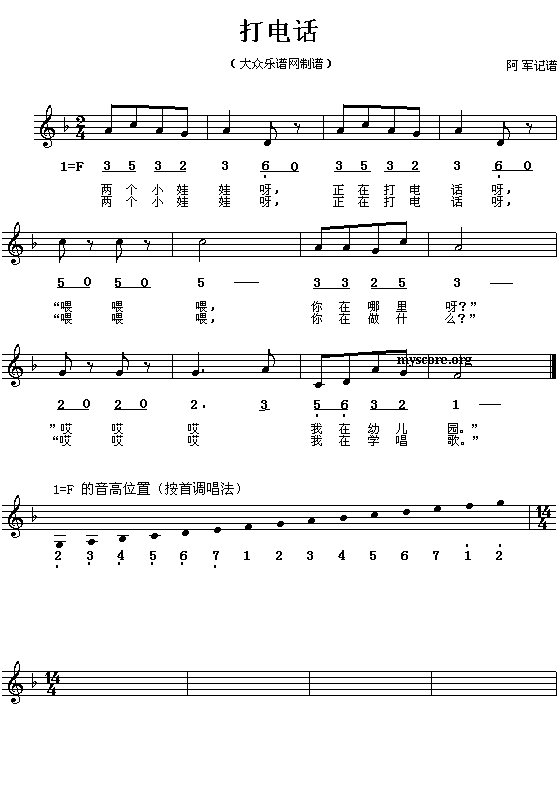 打电话
（大众乐谱网制谱）
阿 军记谱
2 4
1=F 3 5 3 2 3 6 0 3 5 3 2 3 6 0
两 个 小 娃 娃 呀， 正 在 打 电 话 呀，
两 个 小 娃 娃 呀， 正 在 打 电 话 呀，
5 0 5 0 5 —— 3 3 2 5 3 ——
“喂 喂 喂， 你 在 哪 里 呀？”
“喂 喂 喂， 你 在 做 什 么？”
myscore.org
2 0 2 0 2. 3 5 6 3 2 1 ——
”哎 哎 哎 我 在 幼 儿 园。”
“哎 哎 哎 我 在 学 唱 歌。”
1=F 的音高位置（按首调唱法）
14 4
2 3 4 5 6 7 1 2 3 4 5 6 7 1 2
14 4